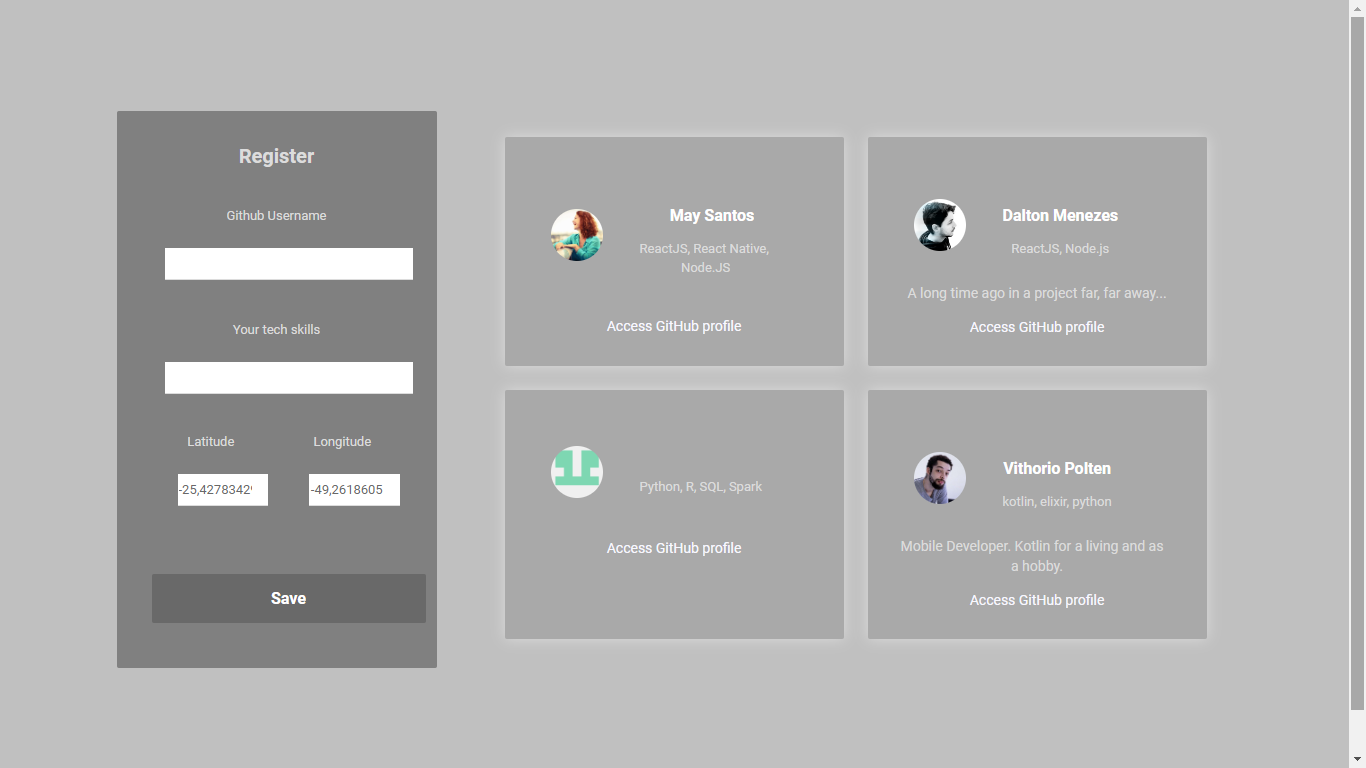 Register
Github Username
Your tech skills
Latitude
Longitude
-25,4278342
-49,2618605
Save
May Santos
ReactJS, React Native,
Node.JS
Access GitHub profile
Dalton Menezes
ReactJS, Node.js
A long time ago in a project far, far away...
Access GitHub profile
Python, R, SQL, Spark
Access GitHub profile
Vithorio Polten
kotlin, elixir, python
Mobile Developer. Kotlin for a living and as
a hobby.
Access GitHub profile